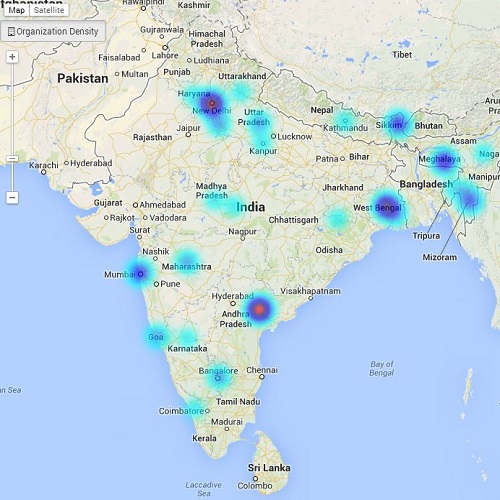 Afghanistan
Map
Satellite
Organization Density
Rawalpindi
Kashmir
Gujranwala
Himachal
Pradesh
Lahore
Faisalabad
Ludhiana
Tibet
Pakistan
Multan
Punjab
Uttarakhand
Haryana
New Delhi
Nepal
Uttar
Pradesh
Sikkim
Bhutan
Kathmandu
Jaipur
Rajasthan
Lucknow
Kanpur
Assam
Patna
Bihar
Meghalaya
Naga
Karachi
Hyderabad
Manipur
Madhya
Pradesh
Jharkhand
Bangladesh
Gujarat
Ahmedabad
India
West Bengal
Rajkot
Vadodara
Chhattisgarh
Surat
Nagpur
Tripura
Odisha
Mizoram
Nashik
Maharashtra
Mumbai
Pune
Hyderabad
Visakhapatnam
Andhra
Pradesh
Goa
Karnataka
Bay of
Bengal
Bangalore
Chennai
an Sea
Coimbatore
Tamil Nadu
Madurai
Kerala
Sri Lanka
Laccadive
Sea
Colombo